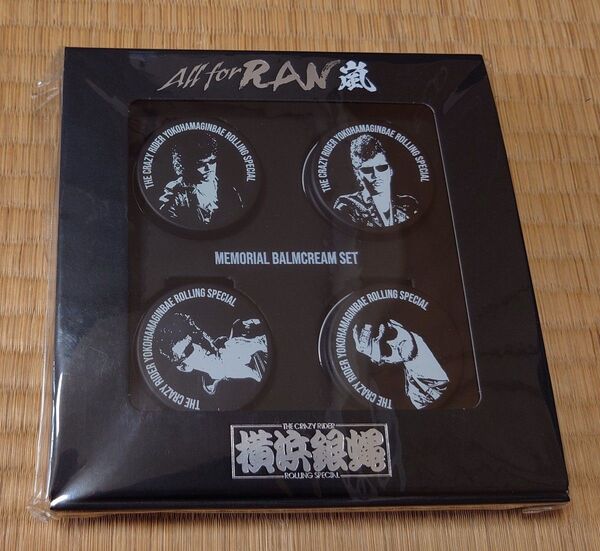 All for RAN 嵐
THE CRAZY RIDER YOKOHAMAGINBAE ROLLING SPECIAL
THE CRAZY RIDER YOKOHAMAGINBAE ROLLING SPECIAL
MEMORIAL BALMCREAM SET
THE CRAZY RIDER YOKOHAMAGINBAE ROLLING SPECIAL
THE CRAZY RIDER YOKOHAMAGINBAE ROLLING SPECIAL
THE CRAZY RIDER
横浜銀蝿
ROLLING SPECIAL